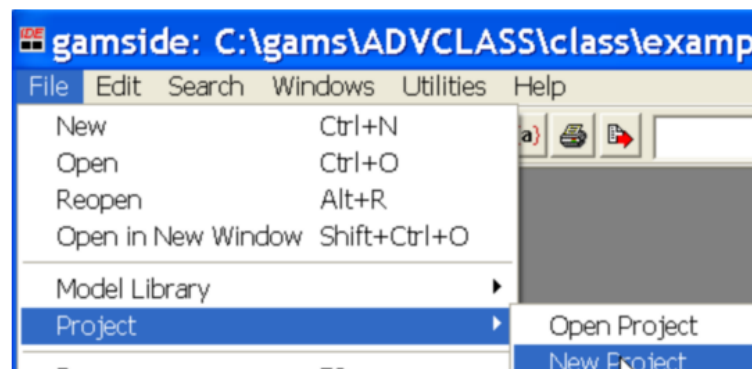 IDE gamside: C:\gams\ADVCLASS\class\examp
File Edit Search Windows Utilities Help
New Ctrl+N
{a}
Open Ctrl+O
Reopen Alt+R
Open in New Window Shift+Ctrl+O
Model Library
Project
Open Project
New Project